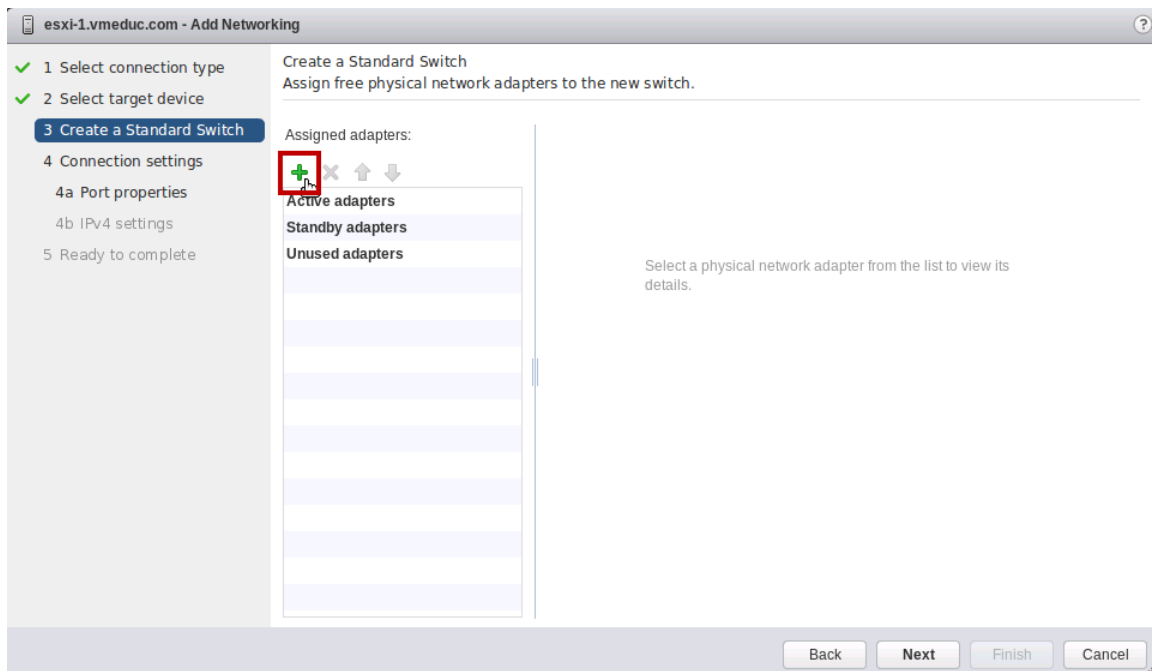 esxi-1.vmeduc.com - Add Networking
?
1 Select connection type
2 Select target device
3 Create a Standard Switch
4 Connection settings
4a Port properties
4b IPv4 settings
5 Ready to complete
Create a Standard Switch
Assign free physical network adapters to the new switch.
Assigned adapters:
Active adapters
Standby adapters
Unused adapters
Select a physical network adapter from the list to view its
details.
Back
Next
Finish
Cancel